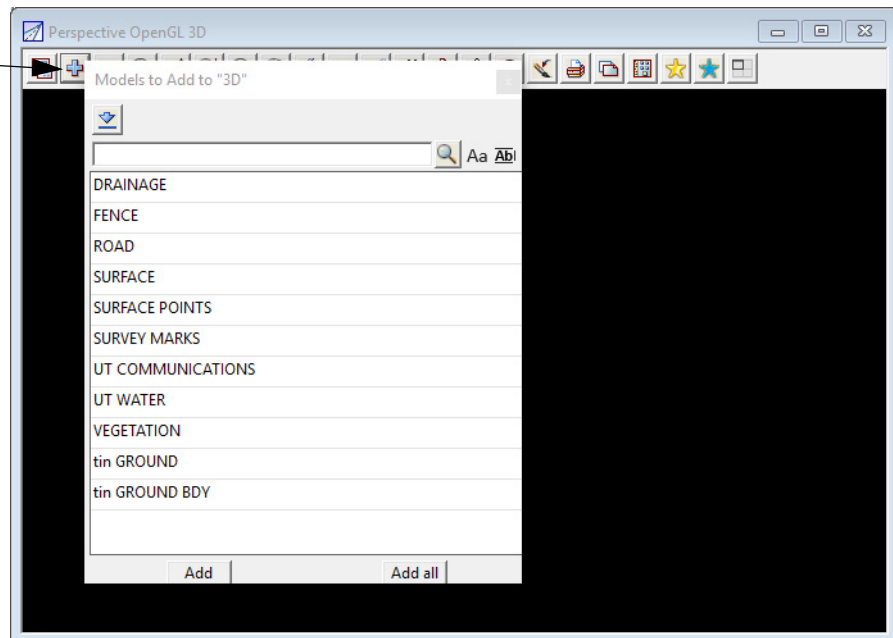 Perspective OpenGL 3D
Models to Add to "3D"
Aa Ab
DRAINAGE
FENCE
ROAD
SURFACE
SURFACE POINTS
SURVEY MARKS
UT COMMUNICATIONS
UT WATER
VEGETATION
tin GROUND
tin GROUND BDY
Add
Add all